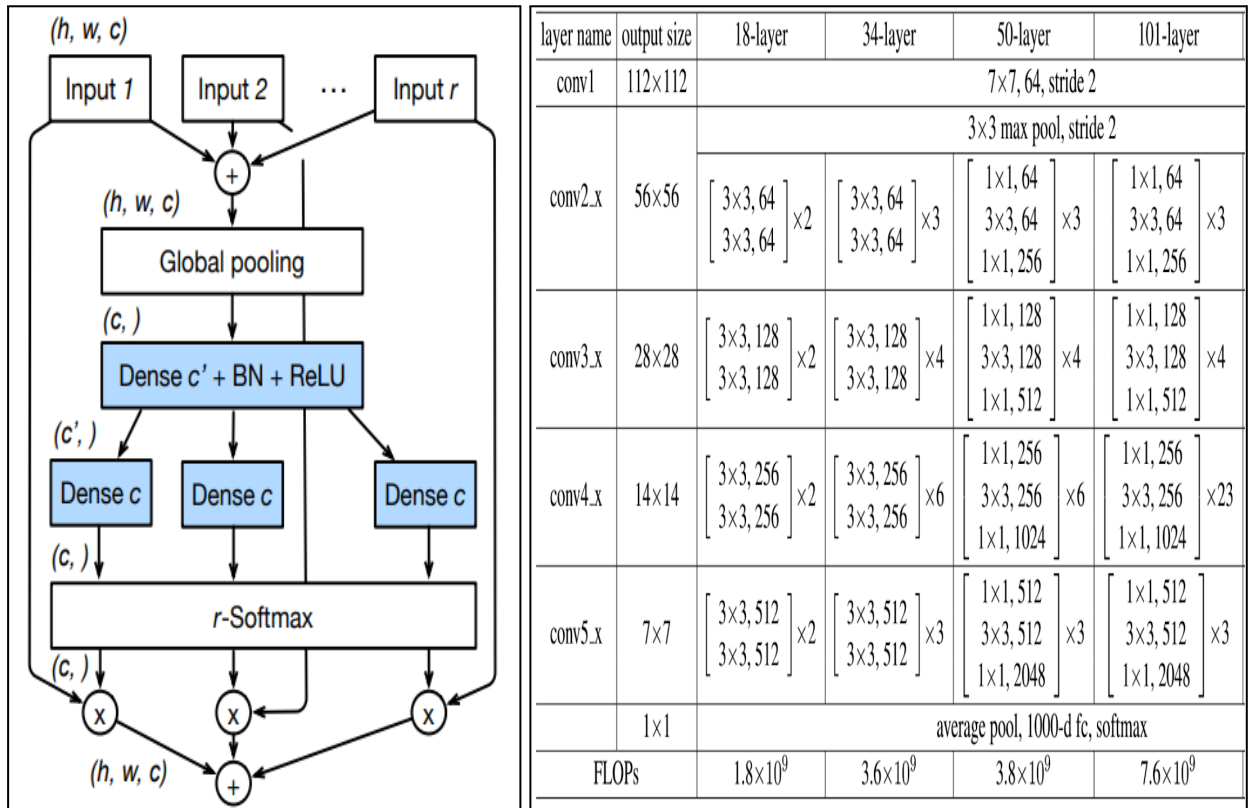 (h, w, c)
Input 1 Input 2 ... Input r
+
(h, w, c)
Global pooling
(c, )
Dense c' + BN + ReLU
(c', )
Dense c Dense c Dense c
(c, )
r-Softmax
(c, )
x x x
(h, w, c)
+
layer name output size 18-layer 34-layer 50-layer 101-layer
conv1 112×112 7×7, 64, stride 2
3×3 max pool, stride 2
conv2_x 56×56 [3×3, 64 3×3, 64] ×2 [3×3, 64 3×3, 64] ×3 [1×1, 64 3×3, 64 1×1, 256] ×3 [1×1, 64 3×3, 64 1×1, 256] ×3
conv3_x 28×28 [3×3, 128 3×3, 128] ×2 [3×3, 128 3×3, 128] ×4 [1×1, 128 3×3, 128 1×1, 512] ×4 [1×1, 128 3×3, 128 1×1, 512] ×4
conv4_x 14×14 [3×3, 256 3×3, 256] ×2 [3×3, 256 3×3, 256] ×6 [1×1, 256 3×3, 256 1×1, 1024] ×6 [1×1, 256 3×3, 256 1×1, 1024] ×23
conv5_x 7×7 [3×3, 512 3×3, 512] ×2 [3×3, 512 3×3, 512] ×3 [1×1, 512 3×3, 512 1×1, 2048] ×3 [1×1, 512 3×3, 512 1×1, 2048] ×3
1×1 average pool, 1000-d fc, softmax
FLOPs 1.8×10⁹ 3.6×10⁹ 3.8×10⁹ 7.6×10⁹